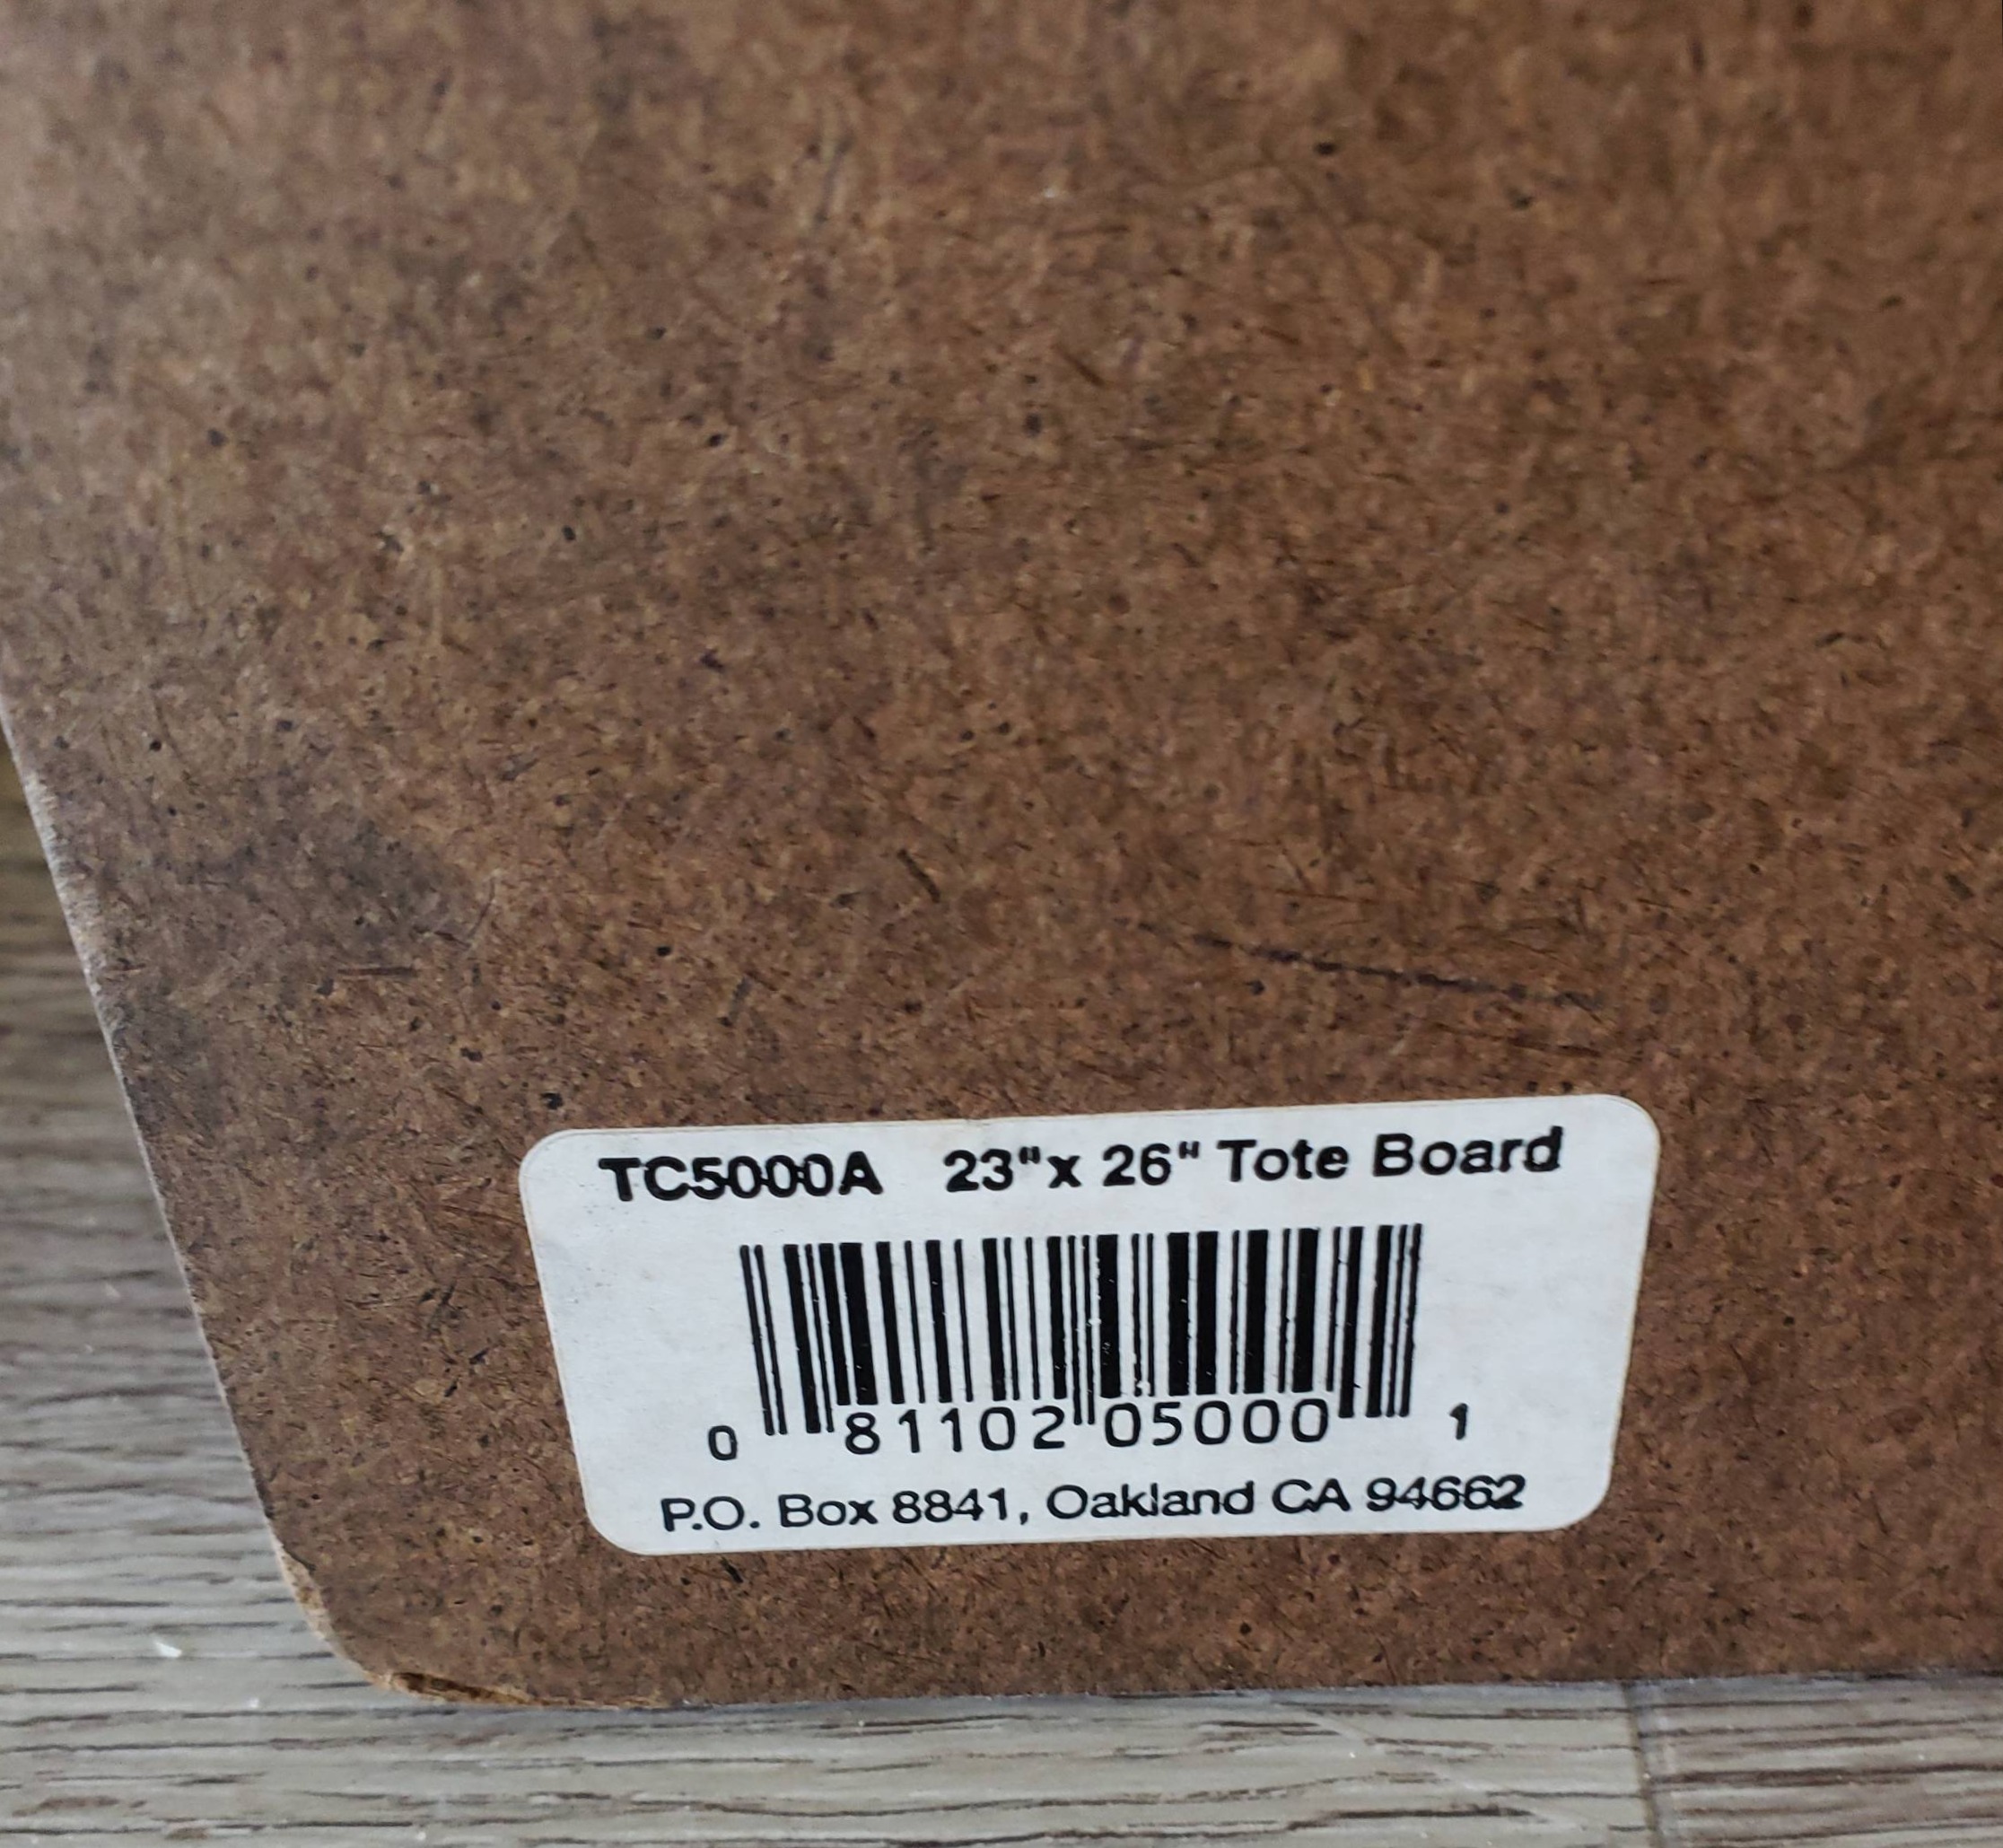 TC5000A 23"x 26" Tote Board
0 81102 05000 1
P.O. Box 8841, Oakland CA 94662